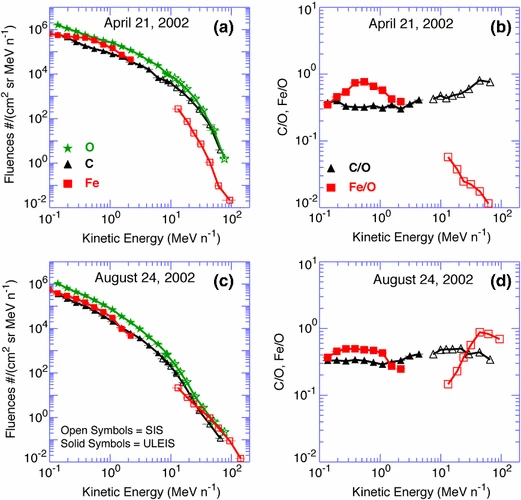 April 21, 2002 (a)
Fluences #/(cm² sr MeV n⁻¹)
10⁶
10⁴
10²
10⁰
10⁻²
O
C
Fe
10⁻¹ 10⁰ 10¹ 10²
Kinetic Energy (MeV n⁻¹)
April 21, 2002 (b)
C/O, Fe/O
10¹
10⁰
10⁻¹
10⁻²
C/O
Fe/O
10⁻¹ 10⁰ 10¹ 10²
Kinetic Energy (MeV n⁻¹)
August 24, 2002 (c)
Fluences #/(cm² sr MeV n⁻¹)
10⁶
10⁴
10²
10⁰
10⁻²
Open Symbols = SIS
Solid Symbols = ULEIS
10⁻¹ 10⁰ 10¹ 10²
Kinetic Energy (MeV n⁻¹)
August 24, 2002 (d)
C/O, Fe/O
10¹
10⁰
10⁻¹
10⁻²
C/O
Fe/O
10⁻¹ 10⁰ 10¹ 10²
Kinetic Energy (MeV n⁻¹)